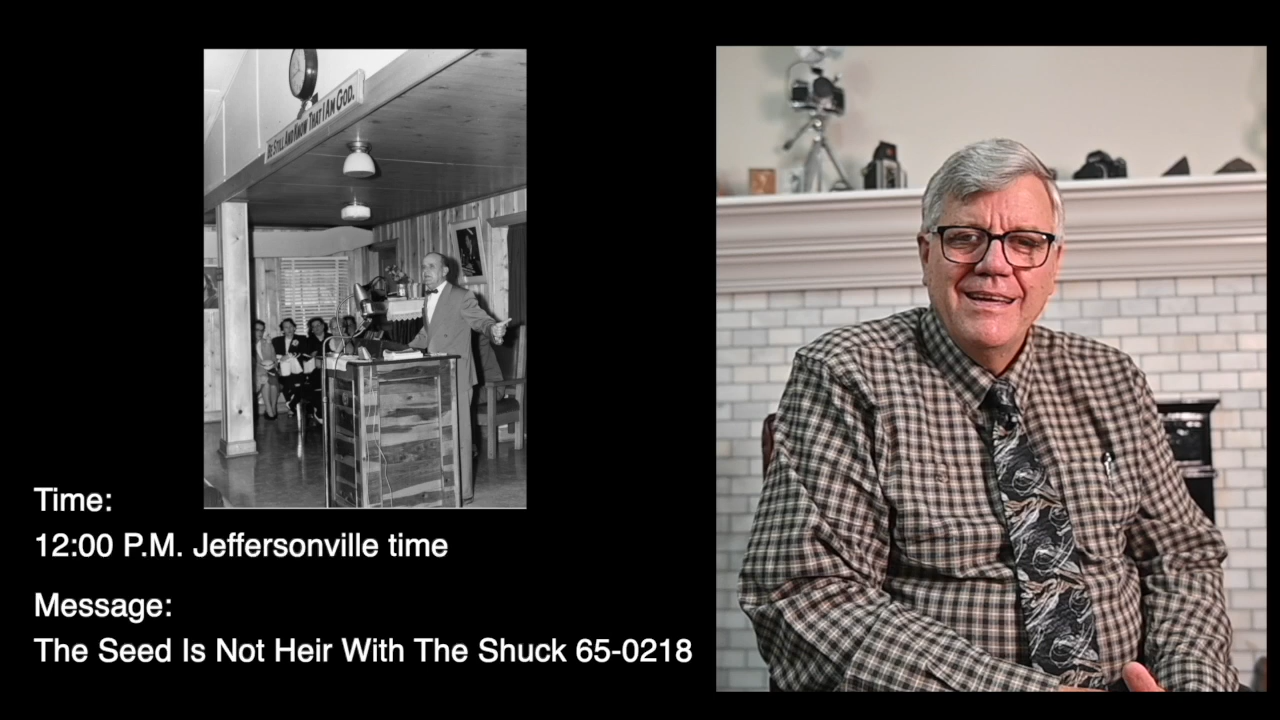 BE STILL AND KNOW THAT I AM GOD.
Time:
12:00 P.M. Jeffersonville time
Message:
The Seed Is Not Heir With The Shuck 65-0218